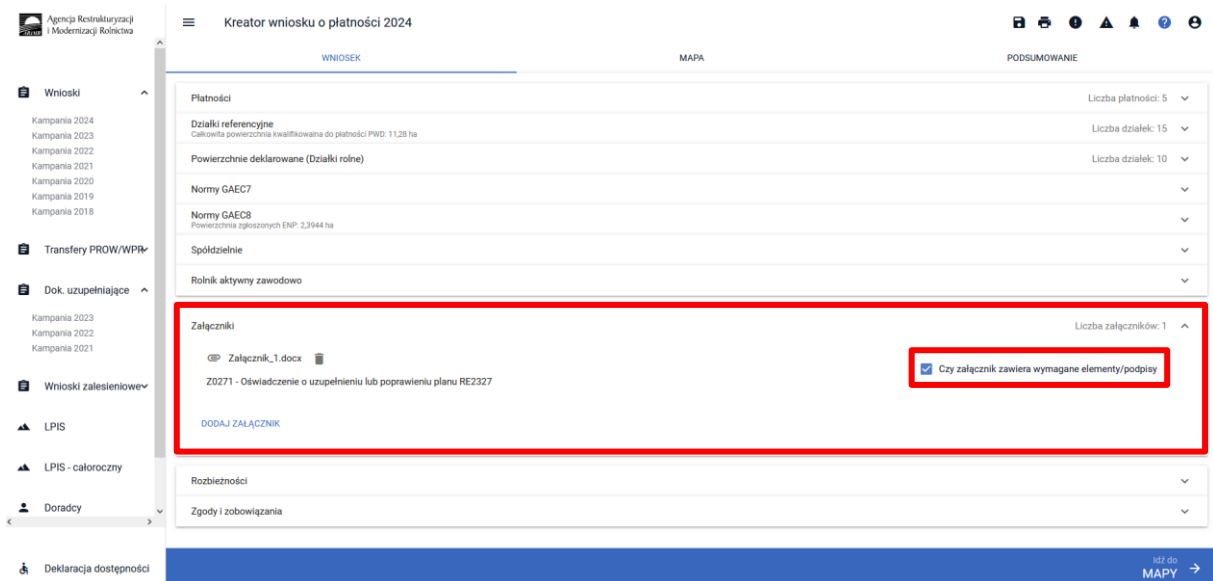 Agencja Restrukturyzacji
i Modernizacji Rolnictwa
Kreator wniosku o płatności 2024
WNIOSEK
MAPA
PODSUMOWANIE
Wnioski
Kampania 2024
Kampania 2023
Kampania 2022
Kampania 2021
Kampania 2020
Kampania 2019
Kampania 2018
Transfery PROW/WPR
Dok. uzupełniające
Kampania 2023
Kampania 2022
Kampania 2021
Wnioski zalesieniowe
LPIS
LPIS - całoroczny
Doradcy
Deklaracja dostępności
Płatności
Liczba płatności: 5
Działki referencyjne
Liczba działek: 15
Całkowita powierzchnia kwalifikowalna do płatności PWD: 11,28 ha
Powierzchnie deklarowane (Działki rolne)
Liczba działek: 10
Normy GAEC7
Normy GAEC8
Powierzchnia zgłoszonych ENP: 2,3944 ha
Spółdzielnie
Rolnik aktywny zawodowo
Załączniki
Liczba załączników: 1
Załącznik_1.docx
Z0271 - Oświadczenie o uzupełnieniu lub poprawieniu planu RE2327
Czy załącznik zawiera wymagane elementy/podpisy
DODAJ ZAŁĄCZNIK
Rozbieżności
Zgody i zobowiązania
Idź do
MAPY